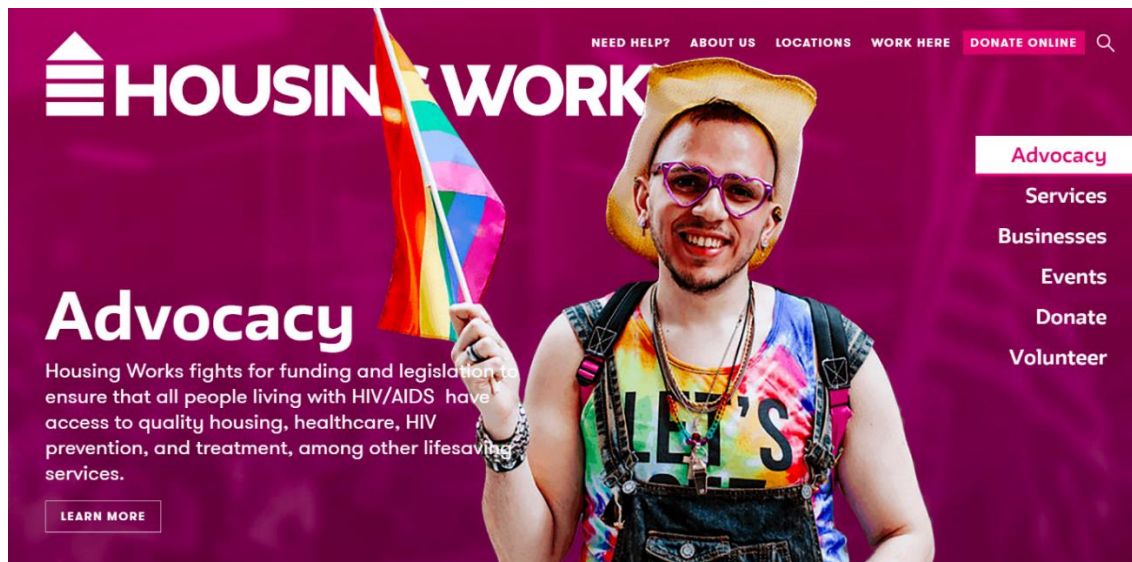 NEED HELP? ABOUT US LOCATIONS WORK HERE DONATE ONLINE
HOUSING WORK
Advocacy
Services
Businesses
Events
Donate
Volunteer
Advocacy
Housing Works fights for funding and legislation to
ensure that all people living with HIV/AIDS have
access to quality housing, healthcare, HIV
prevention, and treatment, among other lifesaving
services.
LEARN MORE
LET'S